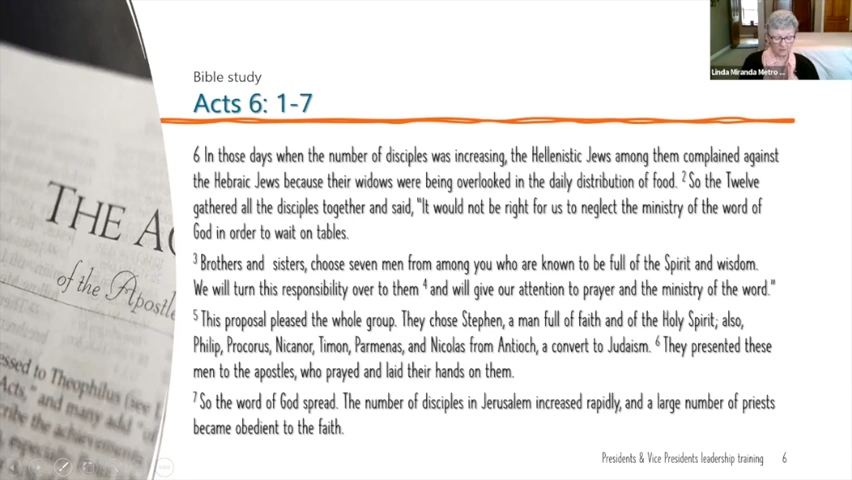 Linda Miranda Metro ...
Bible study
Acts 6: 1-7
6 In those days when the number of disciples was increasing, the Hellenistic Jews among them complained against
the Hebraic Jews because their widows were being overlooked in the daily distribution of food. 2 So the Twelve
gathered all the disciples together and said, "It would not be right for us to neglect the ministry of the word of
God in order to wait on tables.
3 Brothers and sisters, choose seven men from among you who are known to be full of the Spirit and wisdom.
We will turn this responsibility over to them 4 and will give our attention to prayer and the ministry of the word."
5 This proposal pleased the whole group. They chose Stephen, a man full of faith and of the Holy Spirit; also,
Philip, Procorus, Nicanor, Timon, Parmenas, and Nicolas from Antioch, a convert to Judaism. 6 They presented these
men to the apostles, who prayed and laid their hands on them.
7 So the word of God spread. The number of disciples in Jerusalem increased rapidly, and a large number of priests
became obedient to the faith.
THE AC
of the Apostle
essed to Theophilus (see
Acts," and many add
the achievements
Presidents & Vice Presidents leadership training 6